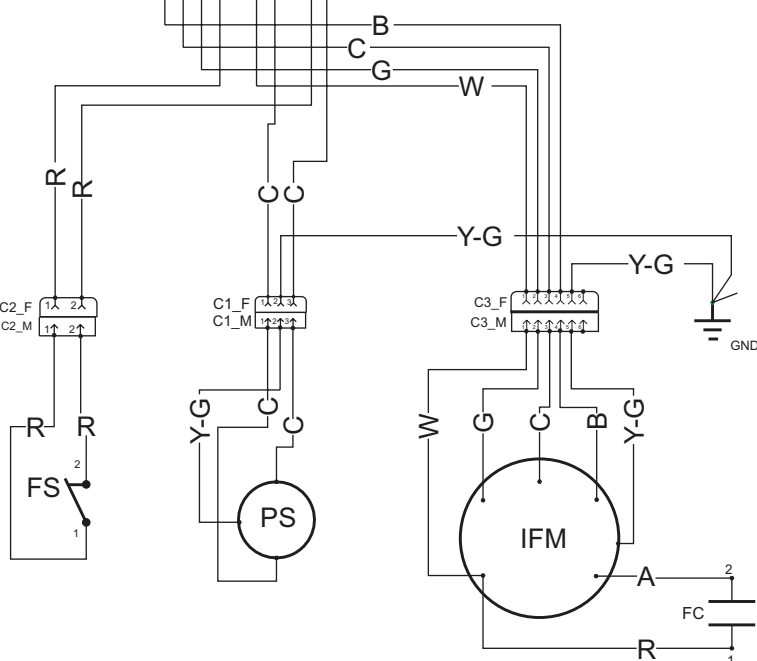 B
C
G
W
R
R
C
C
Y-G
Y-G
C2_F
1 2
C2_M
1 2
C1_F
1 2 3
C1_M
1 2 3
C3_F
1 2 3 4 5 6
C3_M
1 2 3 4 5 6
GND
R
R
Y-G
C
C
W
G
C
B
Y-G
2
FS
1
PS
IFM
A
2
FC
R
1